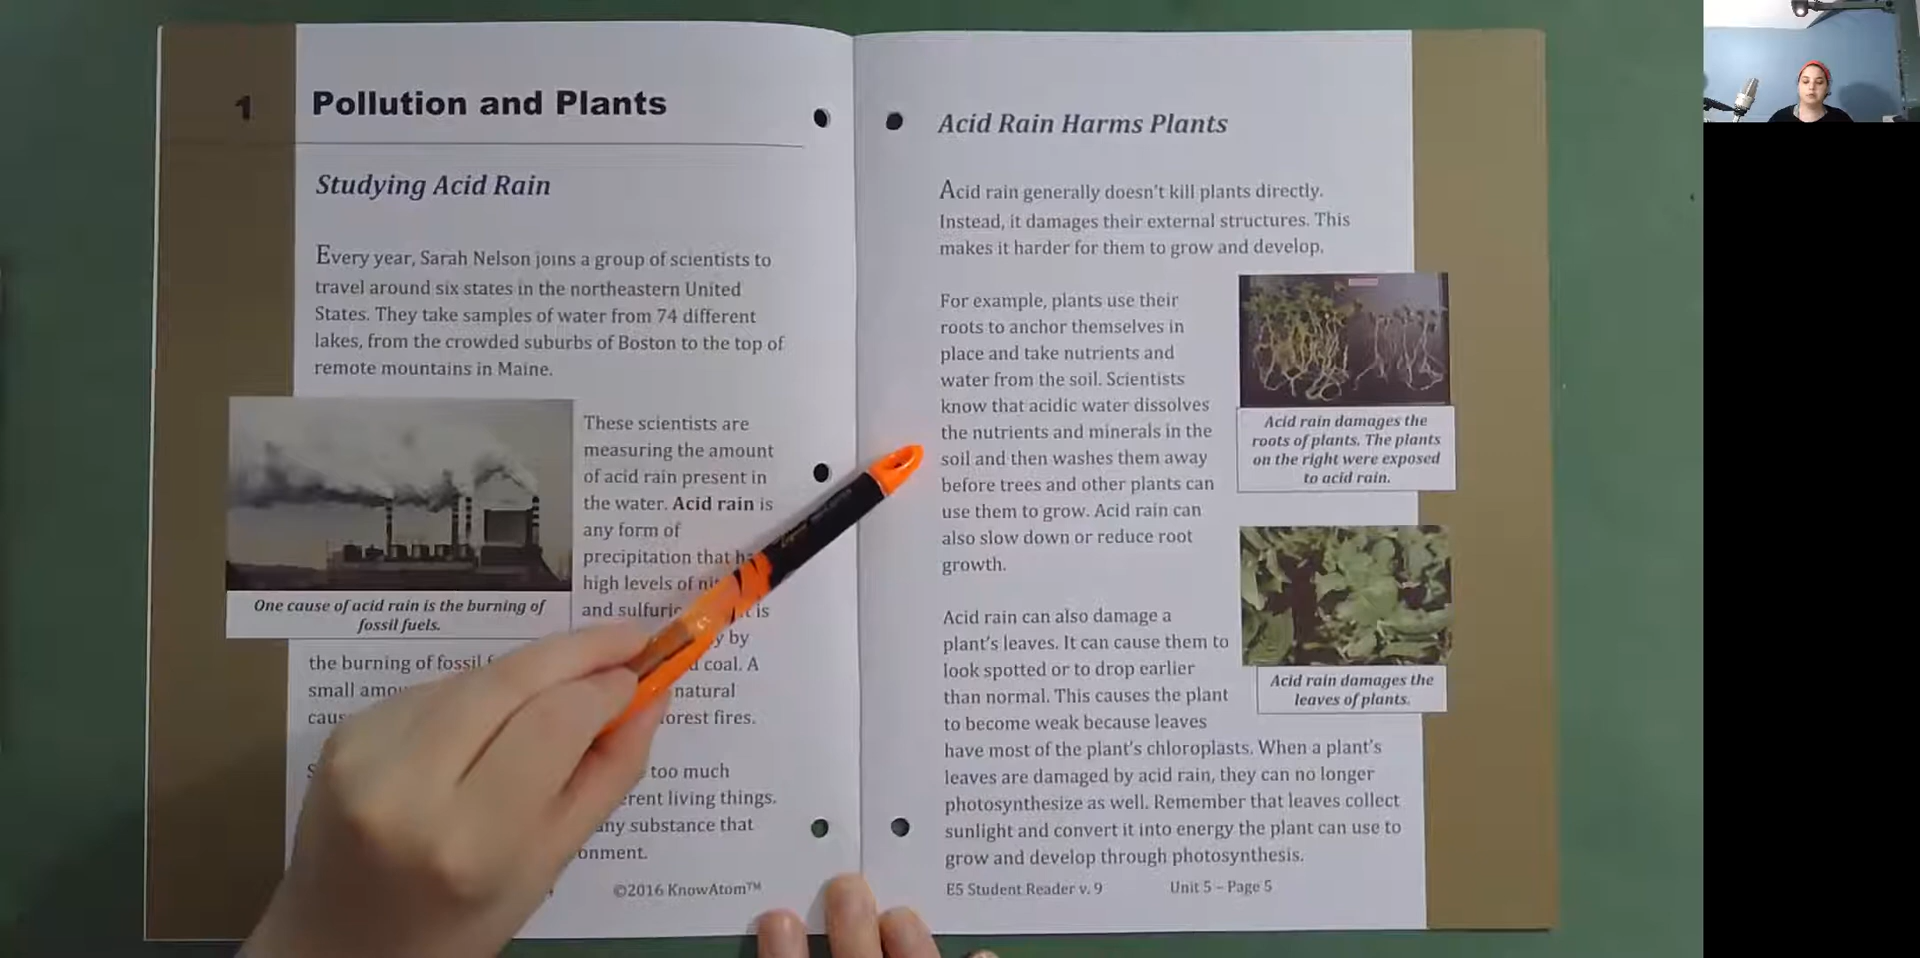 1 Pollution and Plants
Studying Acid Rain
Every year, Sarah Nelson joins a group of scientists to
travel around six states in the northeastern United
States. They take samples of water from 74 different
lakes, from the crowded suburbs of Boston to the top of
remote mountains in Maine.
These scientists are
measuring the amount
of acid rain present in
the water. Acid rain is
any form of
precipitation that
high levels of
and sulfuric is
One cause of acid rain is the burning of
fossil fuels.
by
the burning of fossil coal. A
small natural
forest fires.
too much
living things.
any substance that
©2016 KnowAtom™
Acid Rain Harms Plants
Acid rain generally doesn't kill plants directly.
Instead, it damages their external structures. This
makes it harder for them to grow and develop.
For example, plants use their
roots to anchor themselves in
place and take nutrients and
water from the soil. Scientists
know that acidic water dissolves
the nutrients and minerals in the
soil and then washes them away
before trees and other plants can
use them to grow. Acid rain can
also slow down or reduce root
growth.
Acid rain damages the
roots of plants. The plants
on the right were exposed
to acid rain.
Acid rain can also damage a
plant's leaves. It can cause them to
look spotted or to drop earlier
than normal. This causes the plant
to become weak because leaves
have most of the plant's chloroplasts. When a plant's
leaves are damaged by acid rain, they can no longer
photosynthesize as well. Remember that leaves collect
sunlight and convert it into energy the plant can use to
grow and develop through photosynthesis.
Acid rain damages the
leaves of plants.
E5 Student Reader v. 9 Unit 5 – Page 5